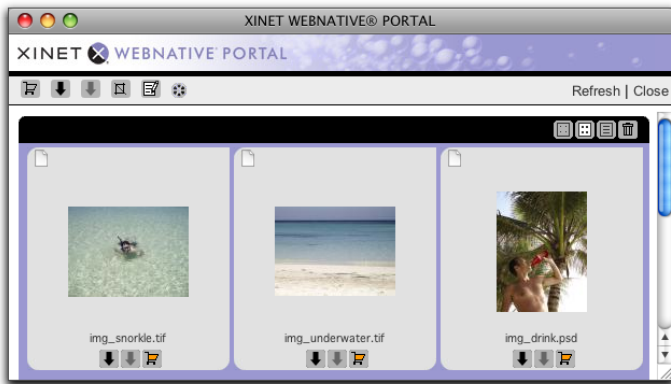 XINET WEBNATIVE® PORTAL
XINET X WEBNATIVE PORTAL
Refresh | Close
img_snorkle.tif
img_underwater.tif
img_drink.psd